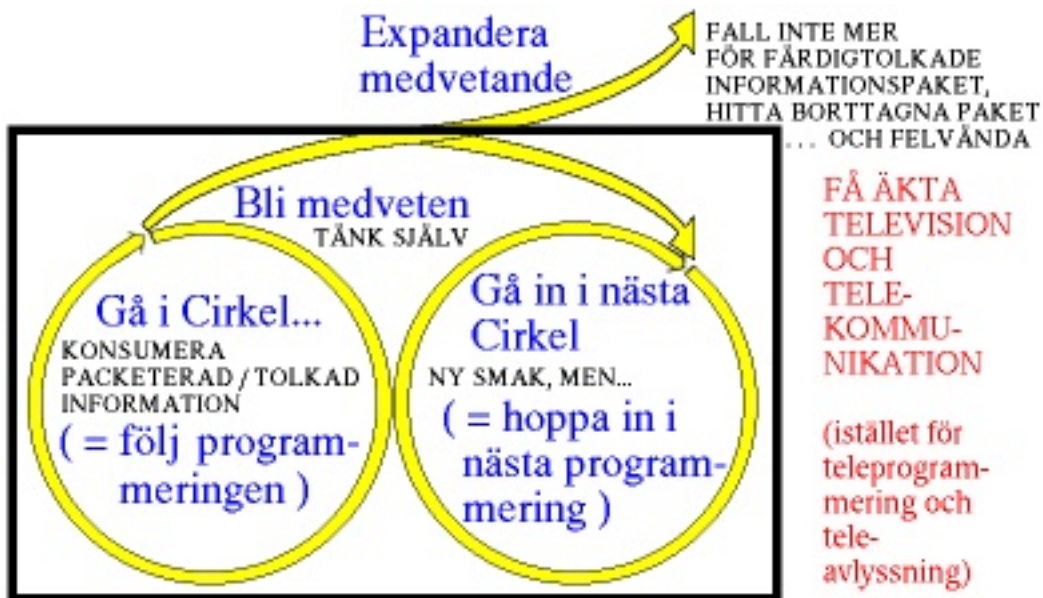 Expandera
medvetande
FALL INTE MER
FÖR FÄRDIGTOLKADE
INFORMATIONSPAKET,
HITTA BORTTAGNA PAKET
... OCH FELVÄNDA
Bli medveten
TÄNK SJÄLV
Gå i Cirkel...
KONSUMERA
PACKETERAD / TOLKAD
INFORMATION
( = följ program-
meringen )
Gå in i nästa
Cirkel
NY SMAK, MEN...
( = hoppa in i
nästa program-
mering )
FÅ ÄKTA
TELEVISION
OCH
TELE-
KOMMU-
NIKATION
(istället för
teleprogram-
mering och
tele-
avlyssning)